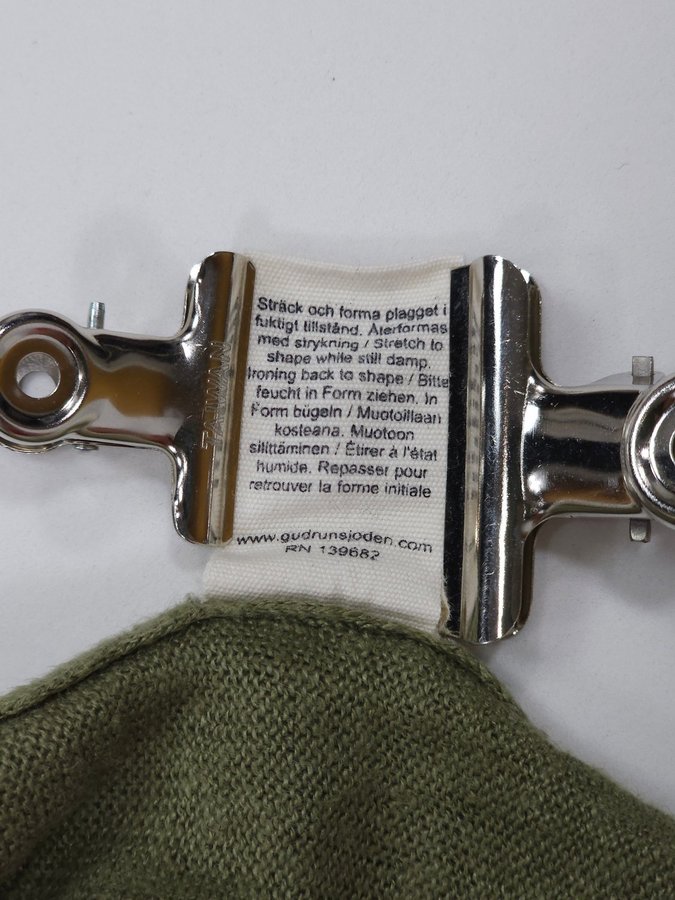 Sträck och forma plagget i
fuktigt tillstånd. Återformas
med strykning / Stretch to
shape while still damp.
Ironing back to shape / Bitte
feucht in Form ziehen. In
Form bügeln / Muotoillaan
kosteana. Muotoon
silittäminen / Étirer à l'état
humide. Repasser pour
retrouver la forme initiale
www.gudrunsjoden.com
RN 139682
TAIWAN